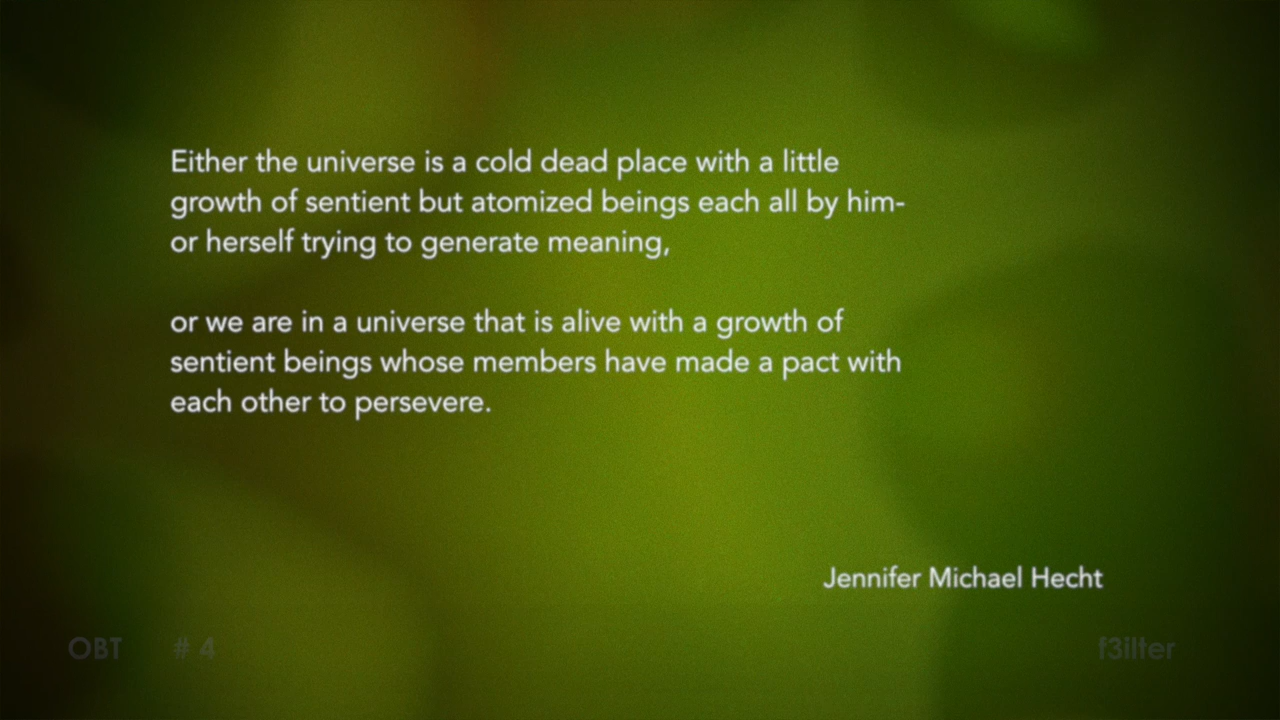 Either the universe is a cold dead place with a little
growth of sentient but atomized beings each all by him-
or herself trying to generate meaning,
or we are in a universe that is alive with a growth of
sentient beings whose members have made a pact with
each other to persevere.
Jennifer Michael Hecht
OBT # 4
f3ilter